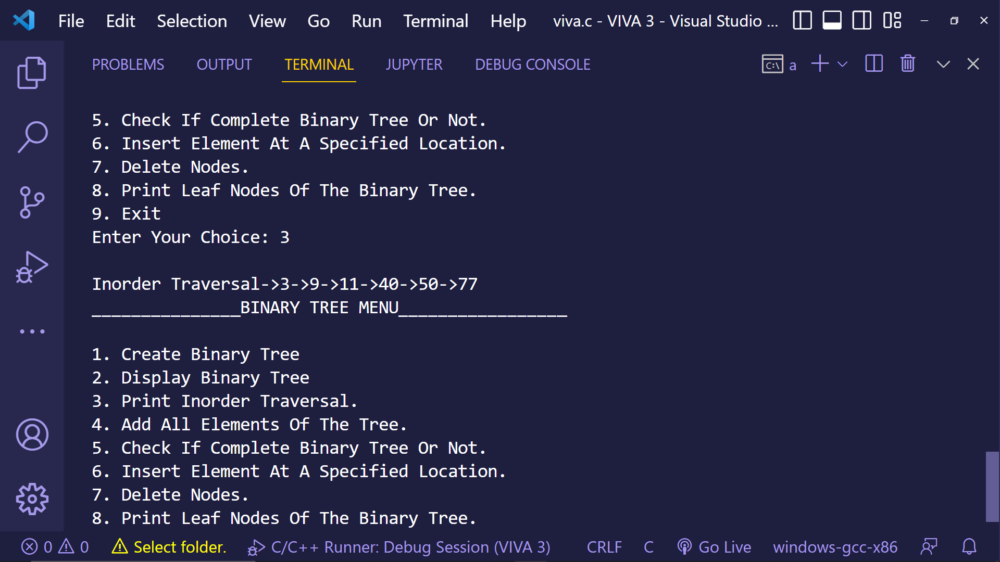 File Edit Selection View Go Run Terminal Help viva.c - VIVA 3 - Visual Studio ...
PROBLEMS OUTPUT TERMINAL JUPYTER DEBUG CONSOLE C:\ a
5. Check If Complete Binary Tree Or Not.
6. Insert Element At A Specified Location.
7. Delete Nodes.
8. Print Leaf Nodes Of The Binary Tree.
9. Exit
Enter Your Choice: 3
Inorder Traversal->3->9->11->40->50->77
_______________BINARY TREE MENU_________________
1. Create Binary Tree
2. Display Binary Tree
3. Print Inorder Traversal.
4. Add All Elements Of The Tree.
5. Check If Complete Binary Tree Or Not.
6. Insert Element At A Specified Location.
7. Delete Nodes.
8. Print Leaf Nodes Of The Binary Tree.
0 0 Select folder. C/C++ Runner: Debug Session (VIVA 3) CRLF C Go Live windows-gcc-x86